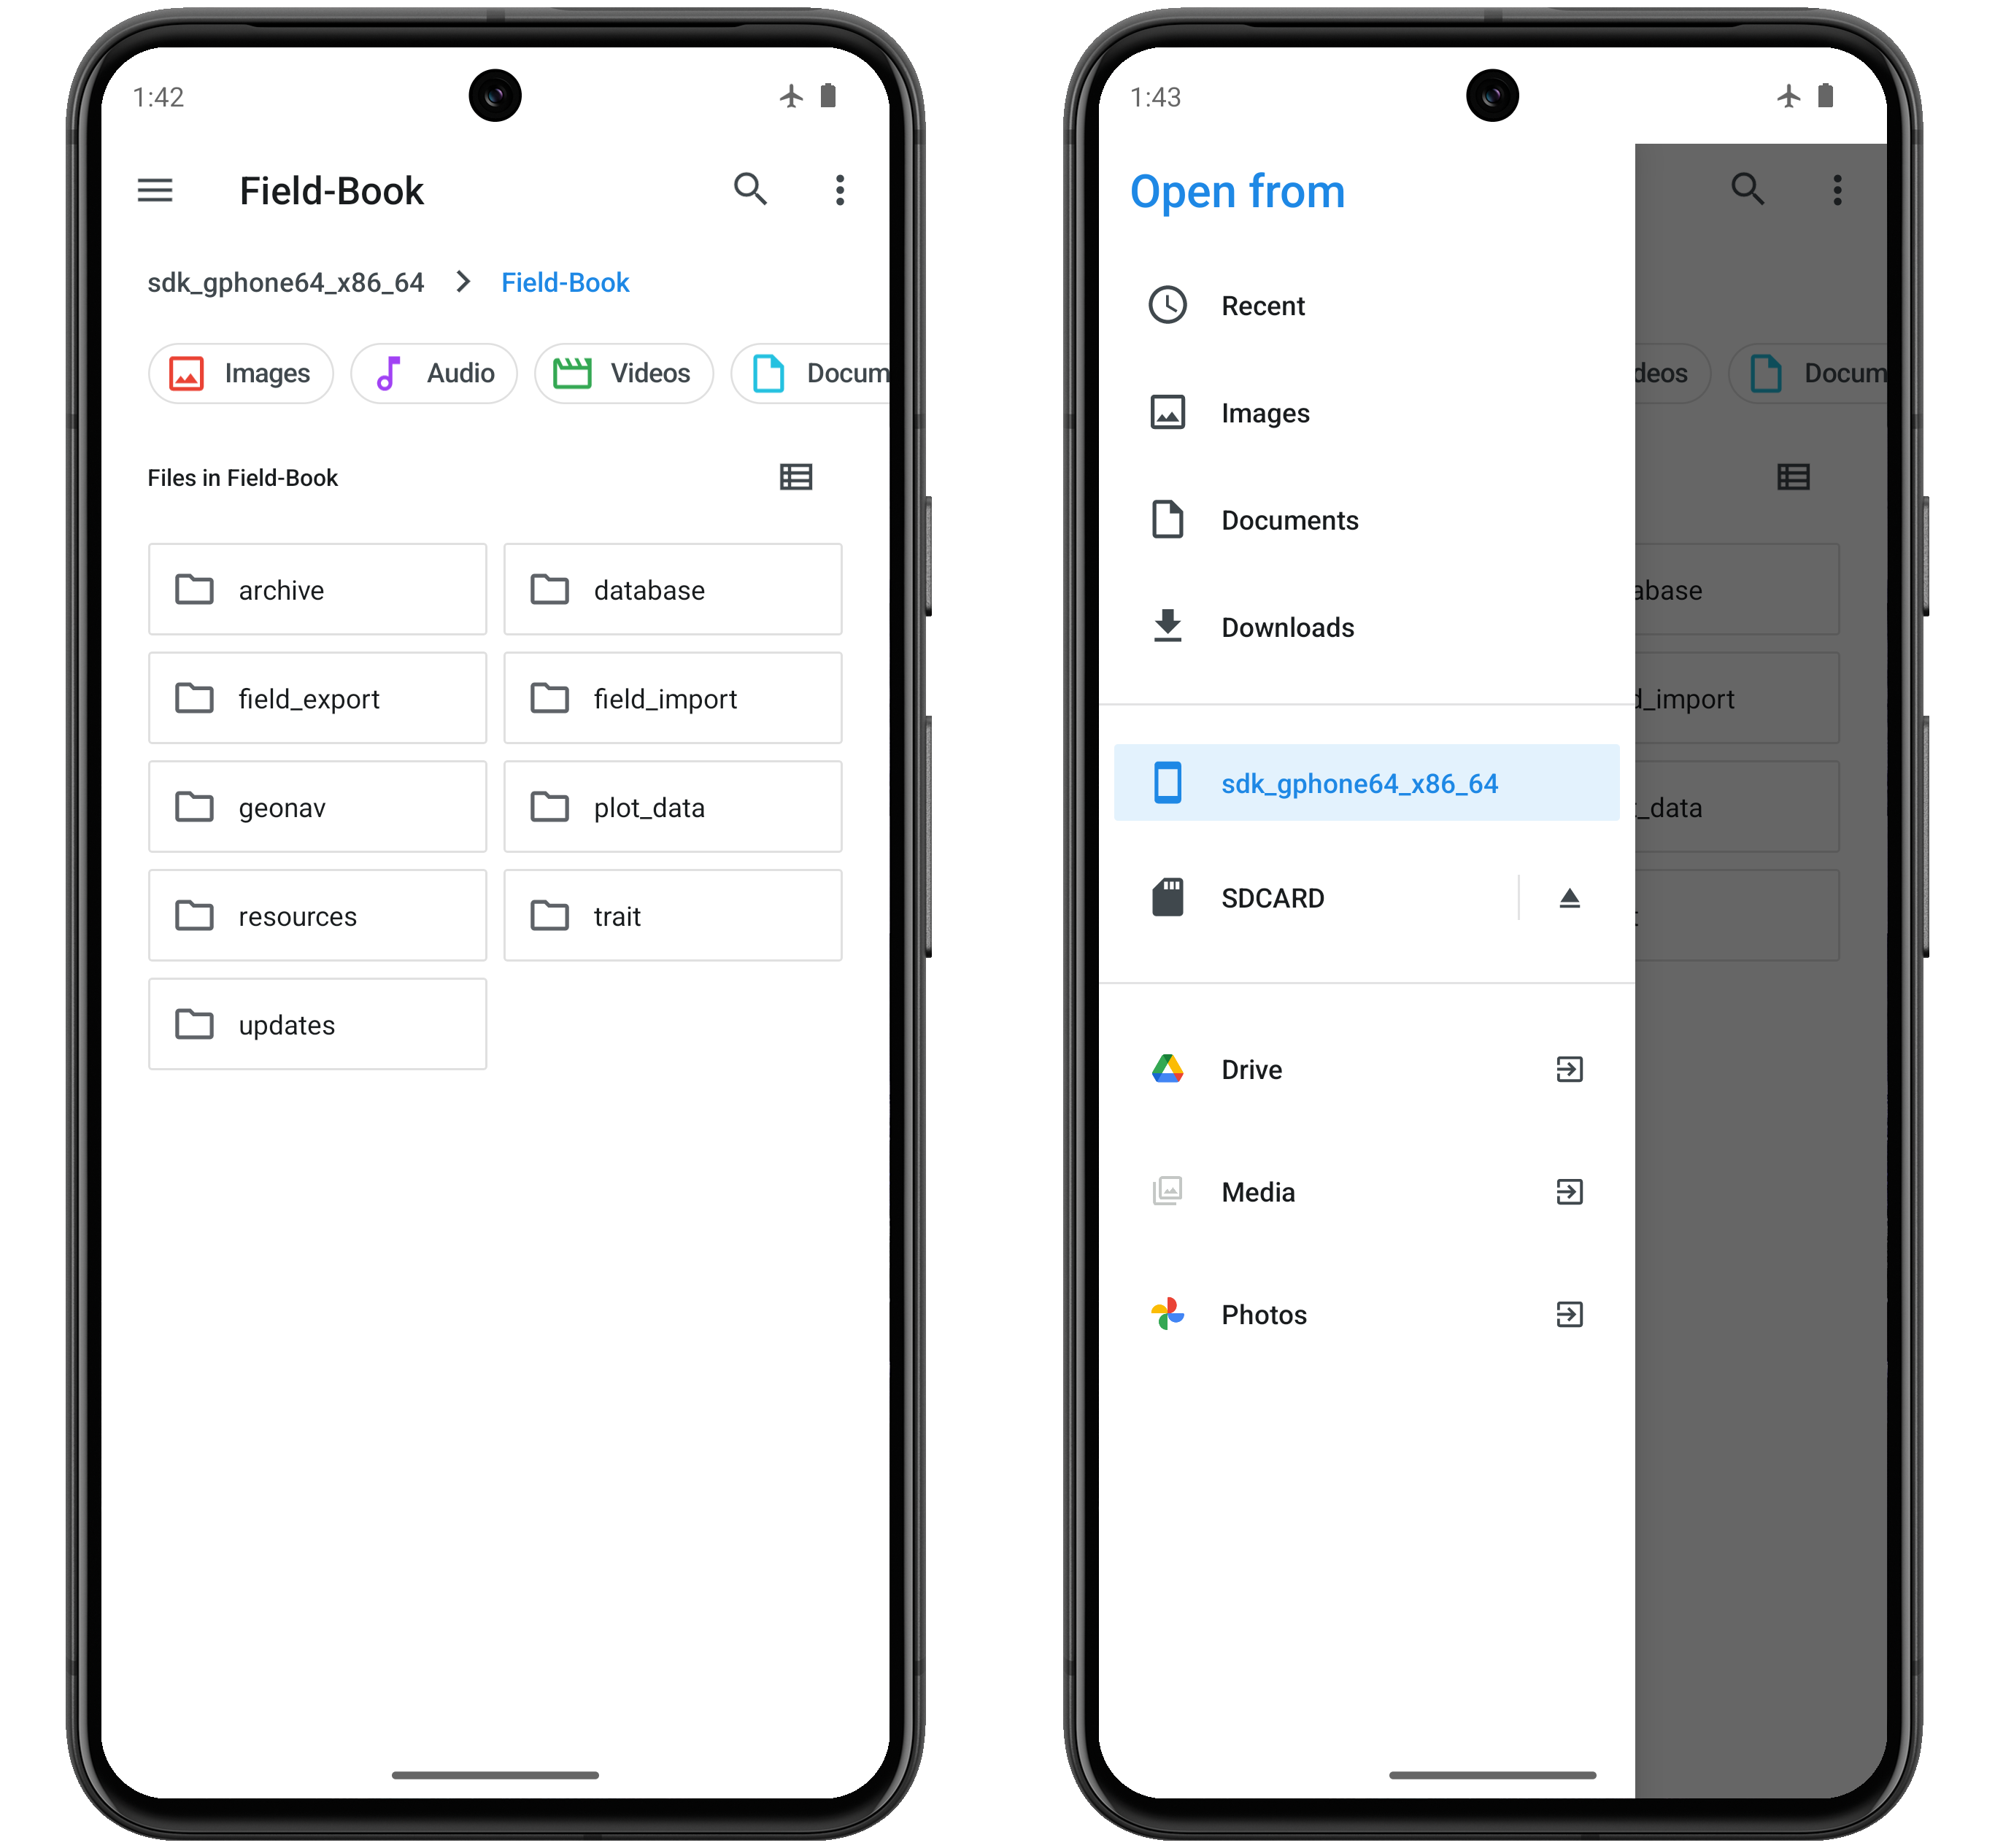 1:42
Field-Book
sdk_gphone64_x86_64 Field-Book
Images Audio Videos Docum
Files in Field-Book
archive database
field_export field_import
geonav plot_data
resources trait
updates
1:43
Open from
Recent
Images
deos Docum
Documents
abase
Downloads
d_import
sdk_gphone64_x86_64
_data
SDCARD
Drive
Media
Photos